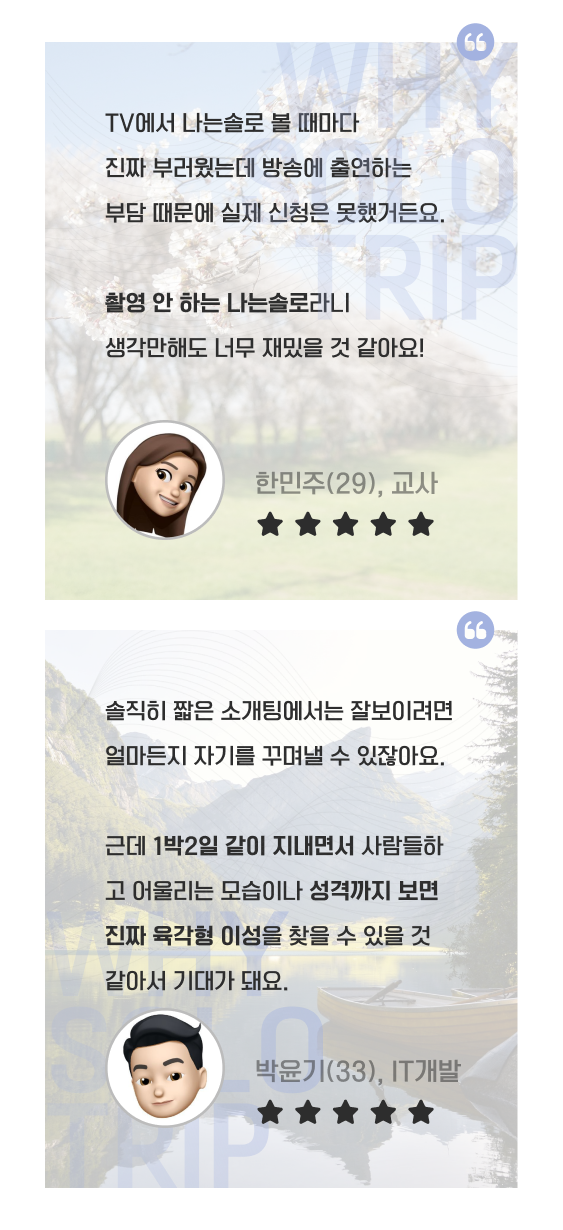 WHY
SOLO
TRIP
TV에서 나는솔로 볼 때마다
진짜 부러웠는데 방송에 출연하는
부담 때문에 실제 신청은 못했거든요.
촬영 안 하는 나는솔로라니
생각만해도 너무 재밌을 것 같아요!
한민주(29), 교사
솔직히 짧은 소개팅에서는 잘보이려면
얼마든지 자기를 꾸며낼 수 있잖아요.
근데 1박2일 같이 지내면서 사람들하
고 어울리는 모습이나 성격까지 보면
진짜 육각형 이성을 찾을 수 있을 것
같아서 기대가 돼요.
WHY
SOLO
TRIP
박윤기(33), IT개발